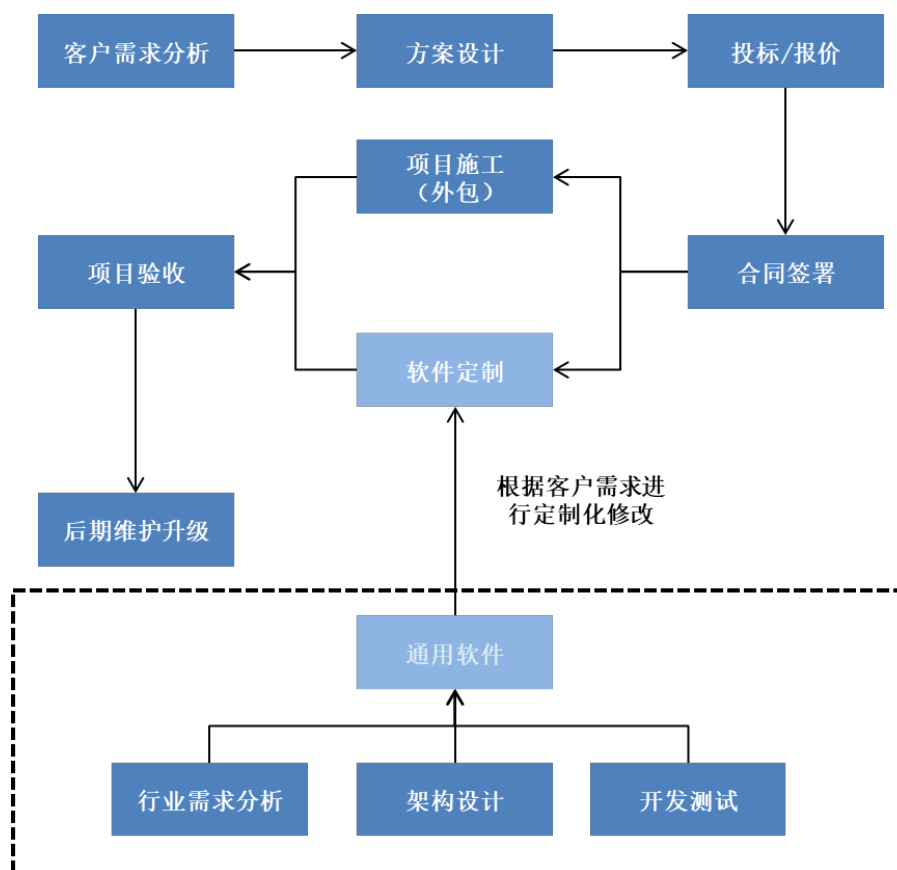 客户需求分析
方案设计
投标/报价
项目施工
（外包）
项目验收
合同签署
软件定制
根据客户需求进
行定制化修改
后期维护升级
通用软件
行业需求分析
架构设计
开发测试